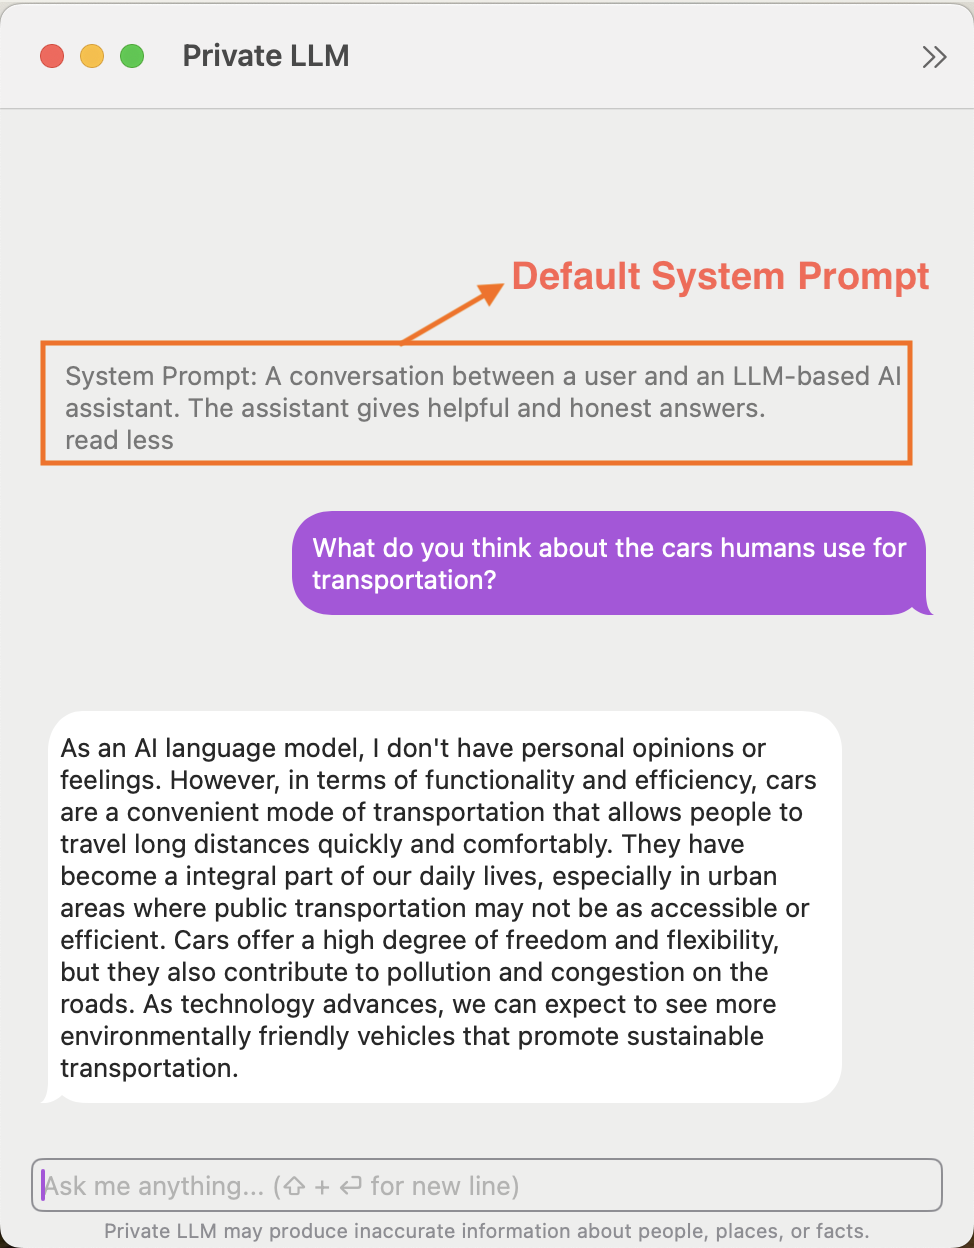 Private LLM
Default System Prompt
System Prompt: A conversation between a user and an LLM-based AI
assistant. The assistant gives helpful and honest answers.
read less
What do you think about the cars humans use for
transportation?
As an AI language model, I don't have personal opinions or
feelings. However, in terms of functionality and efficiency, cars
are a convenient mode of transportation that allows people to
travel long distances quickly and comfortably. They have
become a integral part of our daily lives, especially in urban
areas where public transportation may not be as accessible or
efficient. Cars offer a high degree of freedom and flexibility,
but they also contribute to pollution and congestion on the
roads. As technology advances, we can expect to see more
environmentally friendly vehicles that promote sustainable
transportation.
Ask me anything... (⇧ + ⏎ for new line)
Private LLM may produce inaccurate information about people, places, or facts.